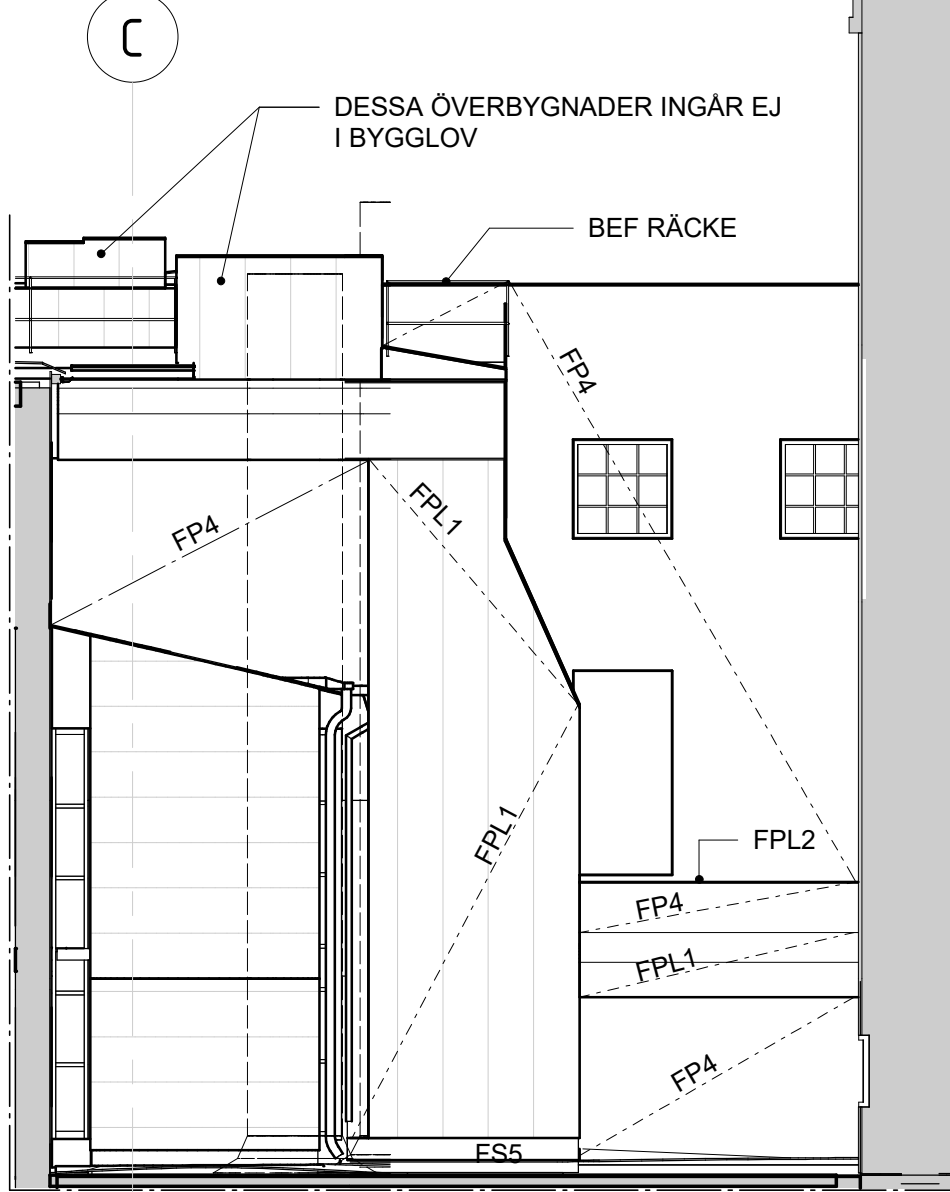 C
DESSA ÖVERBYGNADER INGÅR EJ
I BYGGLOV
BEF RÄCKE
FP4
FPL1
FP4
FPL1
FPL2
FP4
FPL1
FP4
FS5